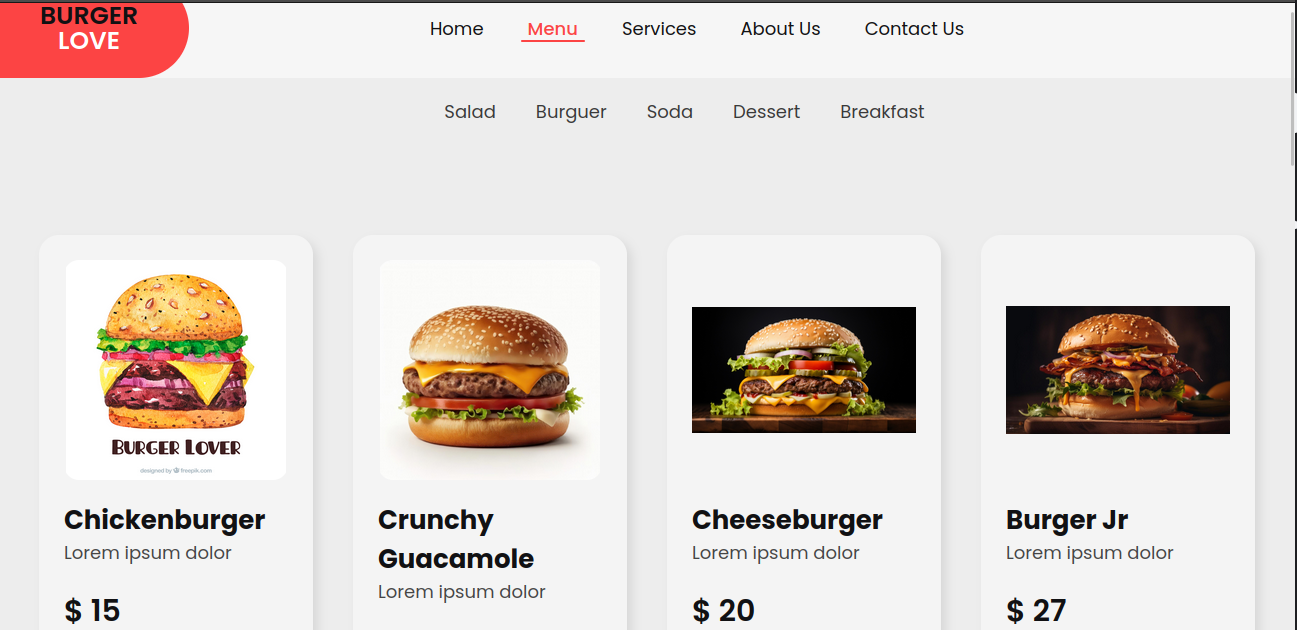 BURGER
LOVE
Home Menu Services About Us Contact Us
Salad Burguer Soda Dessert Breakfast
BURGER LOVER
designed by freepik.com
Chickenburger
Lorem ipsum dolor
$ 15
Crunchy
Guacamole
Lorem ipsum dolor
Cheeseburger
Lorem ipsum dolor
$ 20
Burger Jr
Lorem ipsum dolor
$ 27